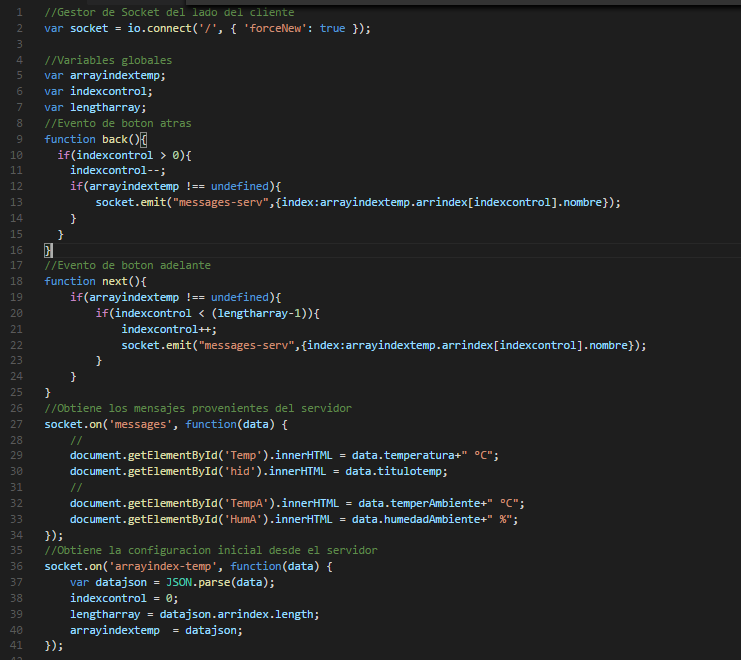 1 //Gestor de Socket del lado del cliente
2 var socket = io.connect('/', { 'forceNew': true });
3
4 //Variables globales
5 var arrayindextemp;
6 var indexcontrol;
7 var lengtharray;
8 //Evento de boton atras
9 function back(){
10   if(indexcontrol > 0){
11     indexcontrol--;
12     if(arrayindextemp !== undefined){
13         socket.emit("messages-serv",{index:arrayindextemp.arrindex[indexcontrol].nombre});
14     }
15   }
16 }
17 //Evento de boton adelante
18 function next(){
19     if(arrayindextemp !== undefined){
20         if(indexcontrol < (lengtharray-1)){
21             indexcontrol++;
22             socket.emit("messages-serv",{index:arrayindextemp.arrindex[indexcontrol].nombre});
23         }
24     }
25 }
26 //Obtiene los mensajes provenientes del servidor
27 socket.on('messages', function(data) {
28     //
29     document.getElementById('Temp').innerHTML = data.temperatura+" °C";
30     document.getElementById('hid').innerHTML = data.titulotemp;
31     //
32     document.getElementById('TempA').innerHTML = data.temperAmbiente+" °C";
33     document.getElementById('HumA').innerHTML = data.humedadAmbiente+" %";
34 });
35 //Obtiene la configuracion inicial desde el servidor
36 socket.on('arrayindex-temp', function(data) {
37     var datajson = JSON.parse(data);
38     indexcontrol = 0;
39     lengtharray = datajson.arrindex.length;
40     arrayindextemp  = datajson;
41 });